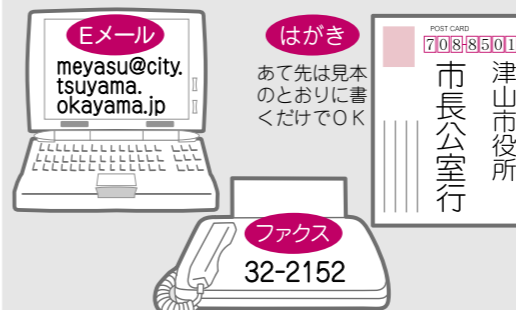 Eメール
meyasu@city.
tsuyama.
okayama.jp
はがき
あて先は見本
のとおりに書
くだけでOK
POST CARD
708-8501
津山市役所
市長公室行
ファクス
32-2152